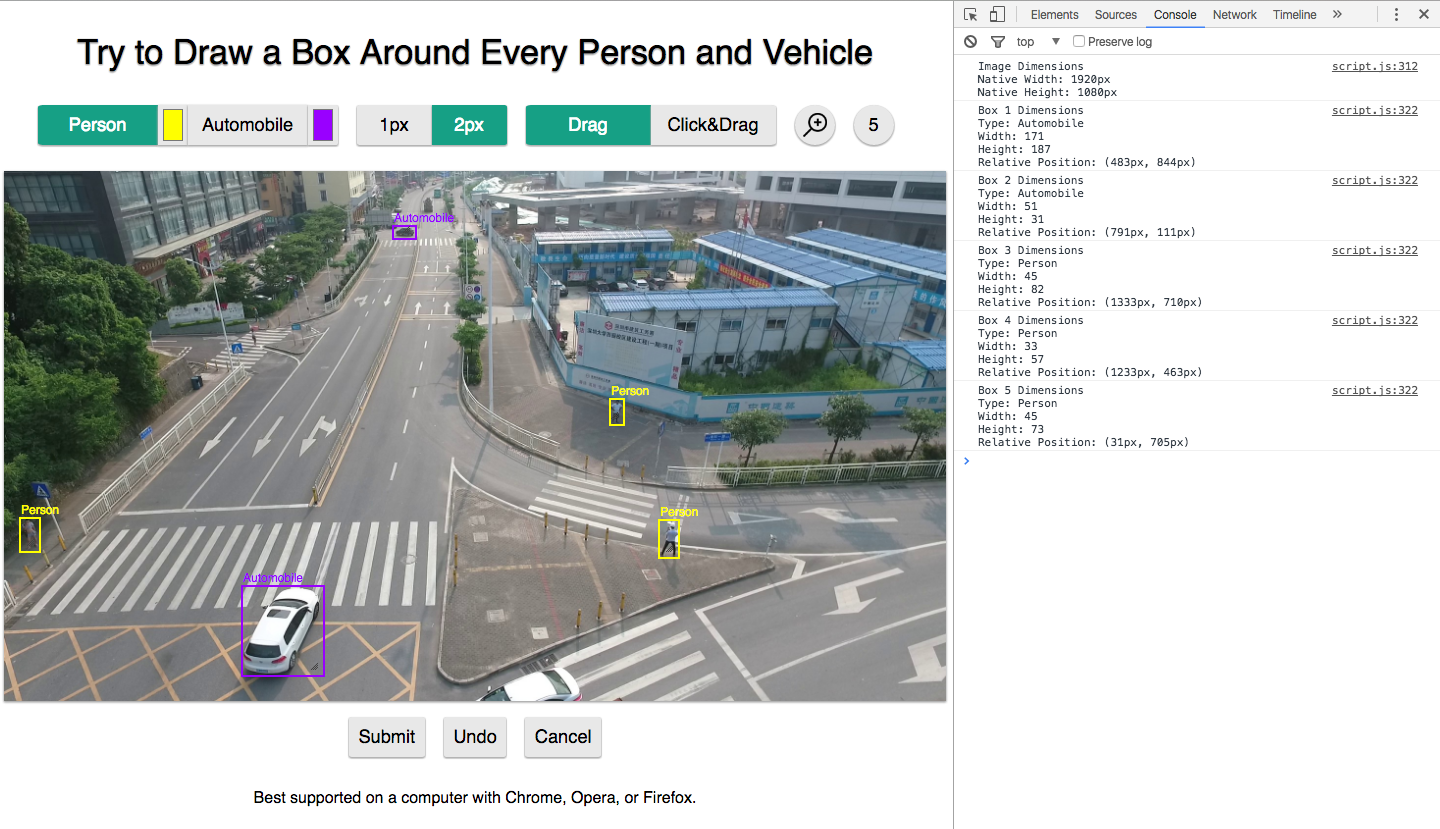 Try to Draw a Box Around Every Person and Vehicle
Person
Automobile
1px
2px
Drag
Click&Drag
5
Automobile
Person
Person
Person
Automobile
Submit
Undo
Cancel
Best supported on a computer with Chrome, Opera, or Firefox.
Elements
Sources
Console
Network
Timeline
»
top
Preserve log
Image Dimensions script.js:312
Native Width: 1920px
Native Height: 1080px
Box 1 Dimensions script.js:322
Type: Automobile
Width: 171
Height: 187
Relative Position: (483px, 844px)
Box 2 Dimensions script.js:322
Type: Automobile
Width: 51
Height: 31
Relative Position: (791px, 111px)
Box 3 Dimensions script.js:322
Type: Person
Width: 45
Height: 82
Relative Position: (1333px, 710px)
Box 4 Dimensions script.js:322
Type: Person
Width: 33
Height: 57
Relative Position: (1233px, 463px)
Box 5 Dimensions script.js:322
Type: Person
Width: 45
Height: 73
Relative Position: (31px, 705px)